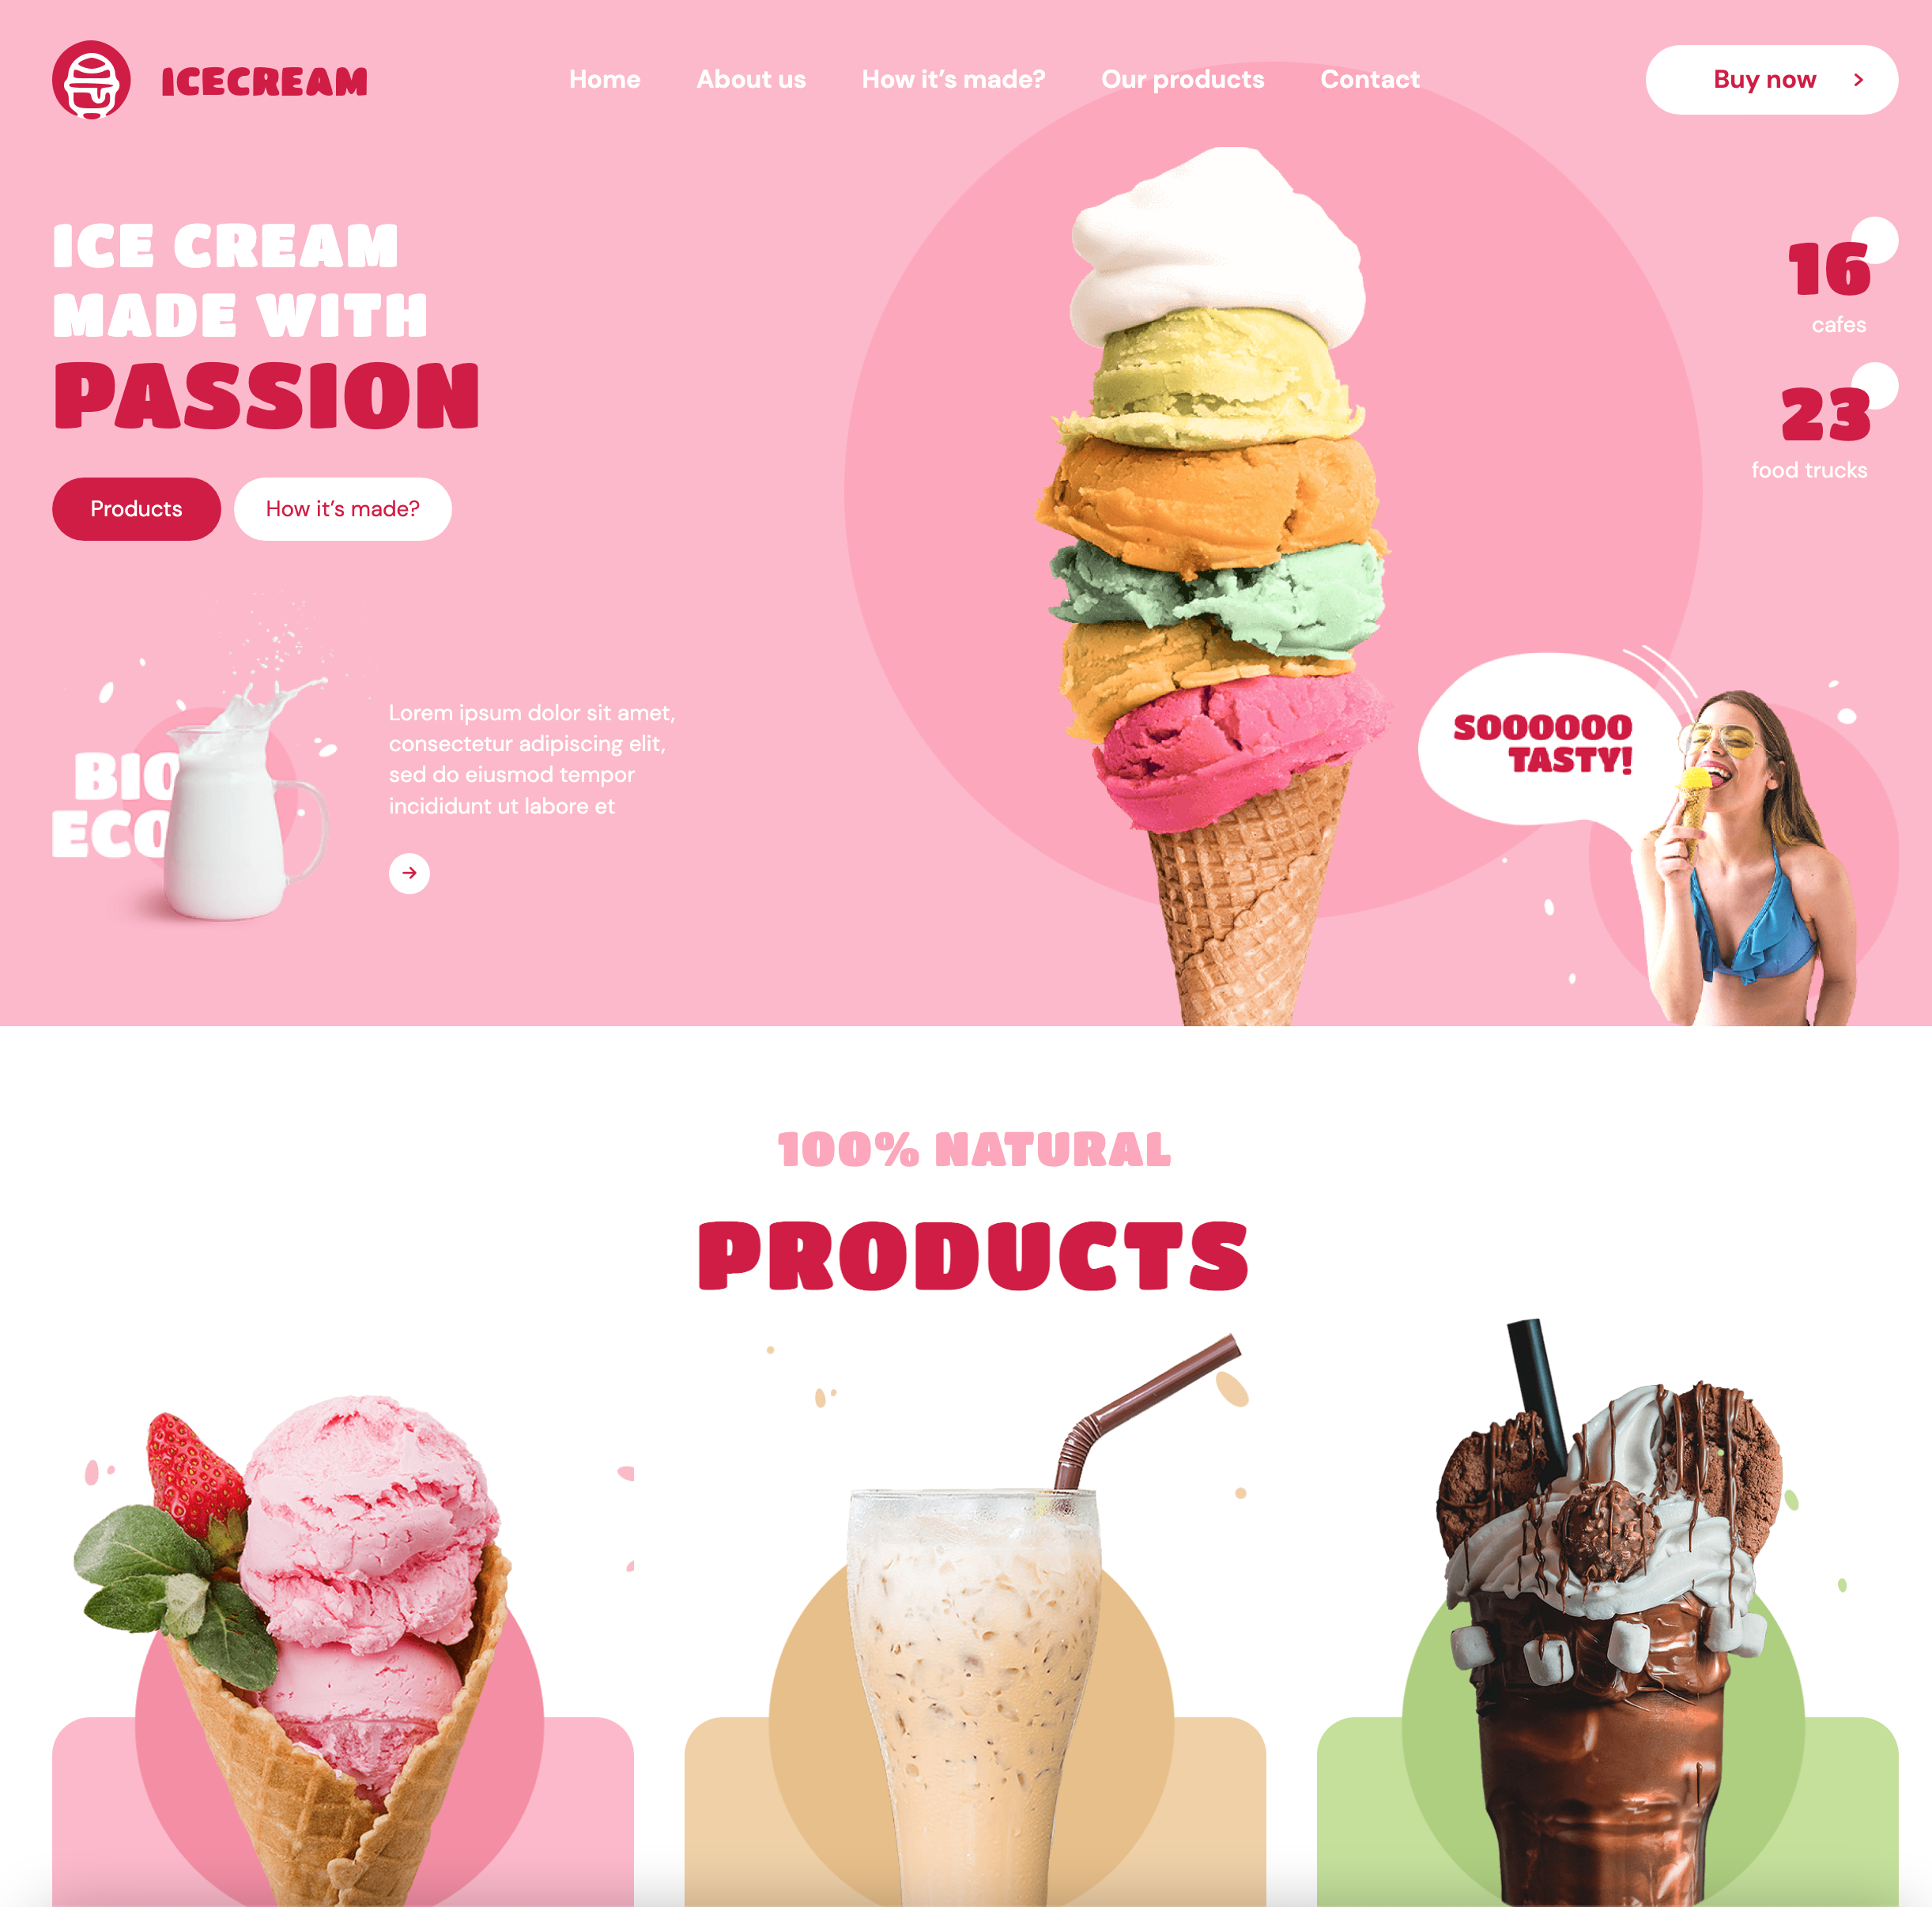 ICECREAM
Home
About us
How it’s made?
Our products
Contact
Buy now
ICE CREAM
MADE WITH
PASSION
Products
How it’s made?
16
cafes
23
food trucks
BIO
ECO
Lorem ipsum dolor sit amet,
consectetur adipiscing elit,
sed do eiusmod tempor
incididunt ut labore et
SOOOOOO
TASTY!
100% NATURAL
PRODUCTS